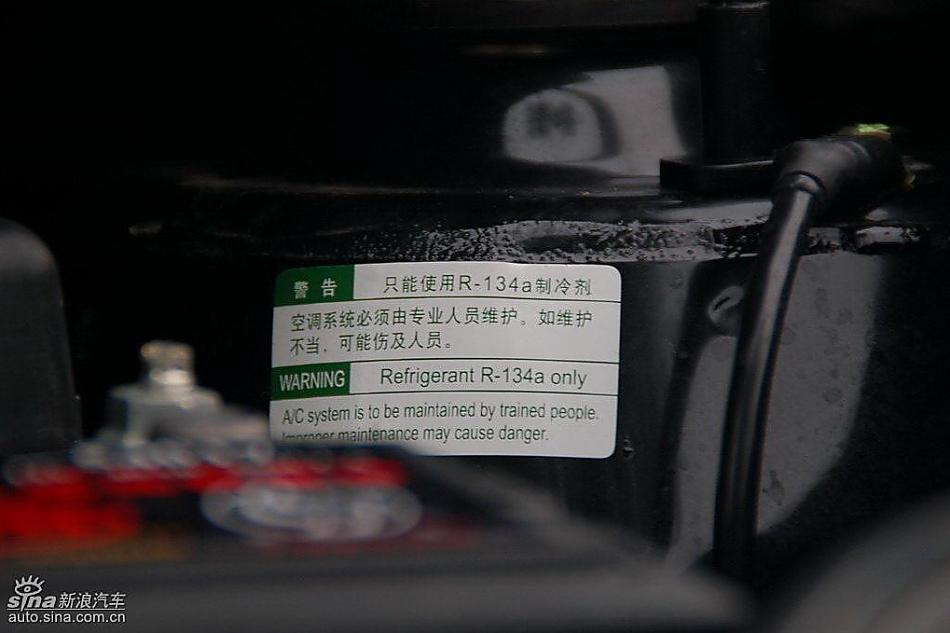 警告 只能使用R-134a制冷剂
空调系统必须由专业人员维护。如维护
不当，可能伤及人员。
WARNING Refrigerant R-134a only
A/C system is to be maintained by trained people.
Improper maintenance may cause danger.
sina新浪汽车
auto.sina.com.cn